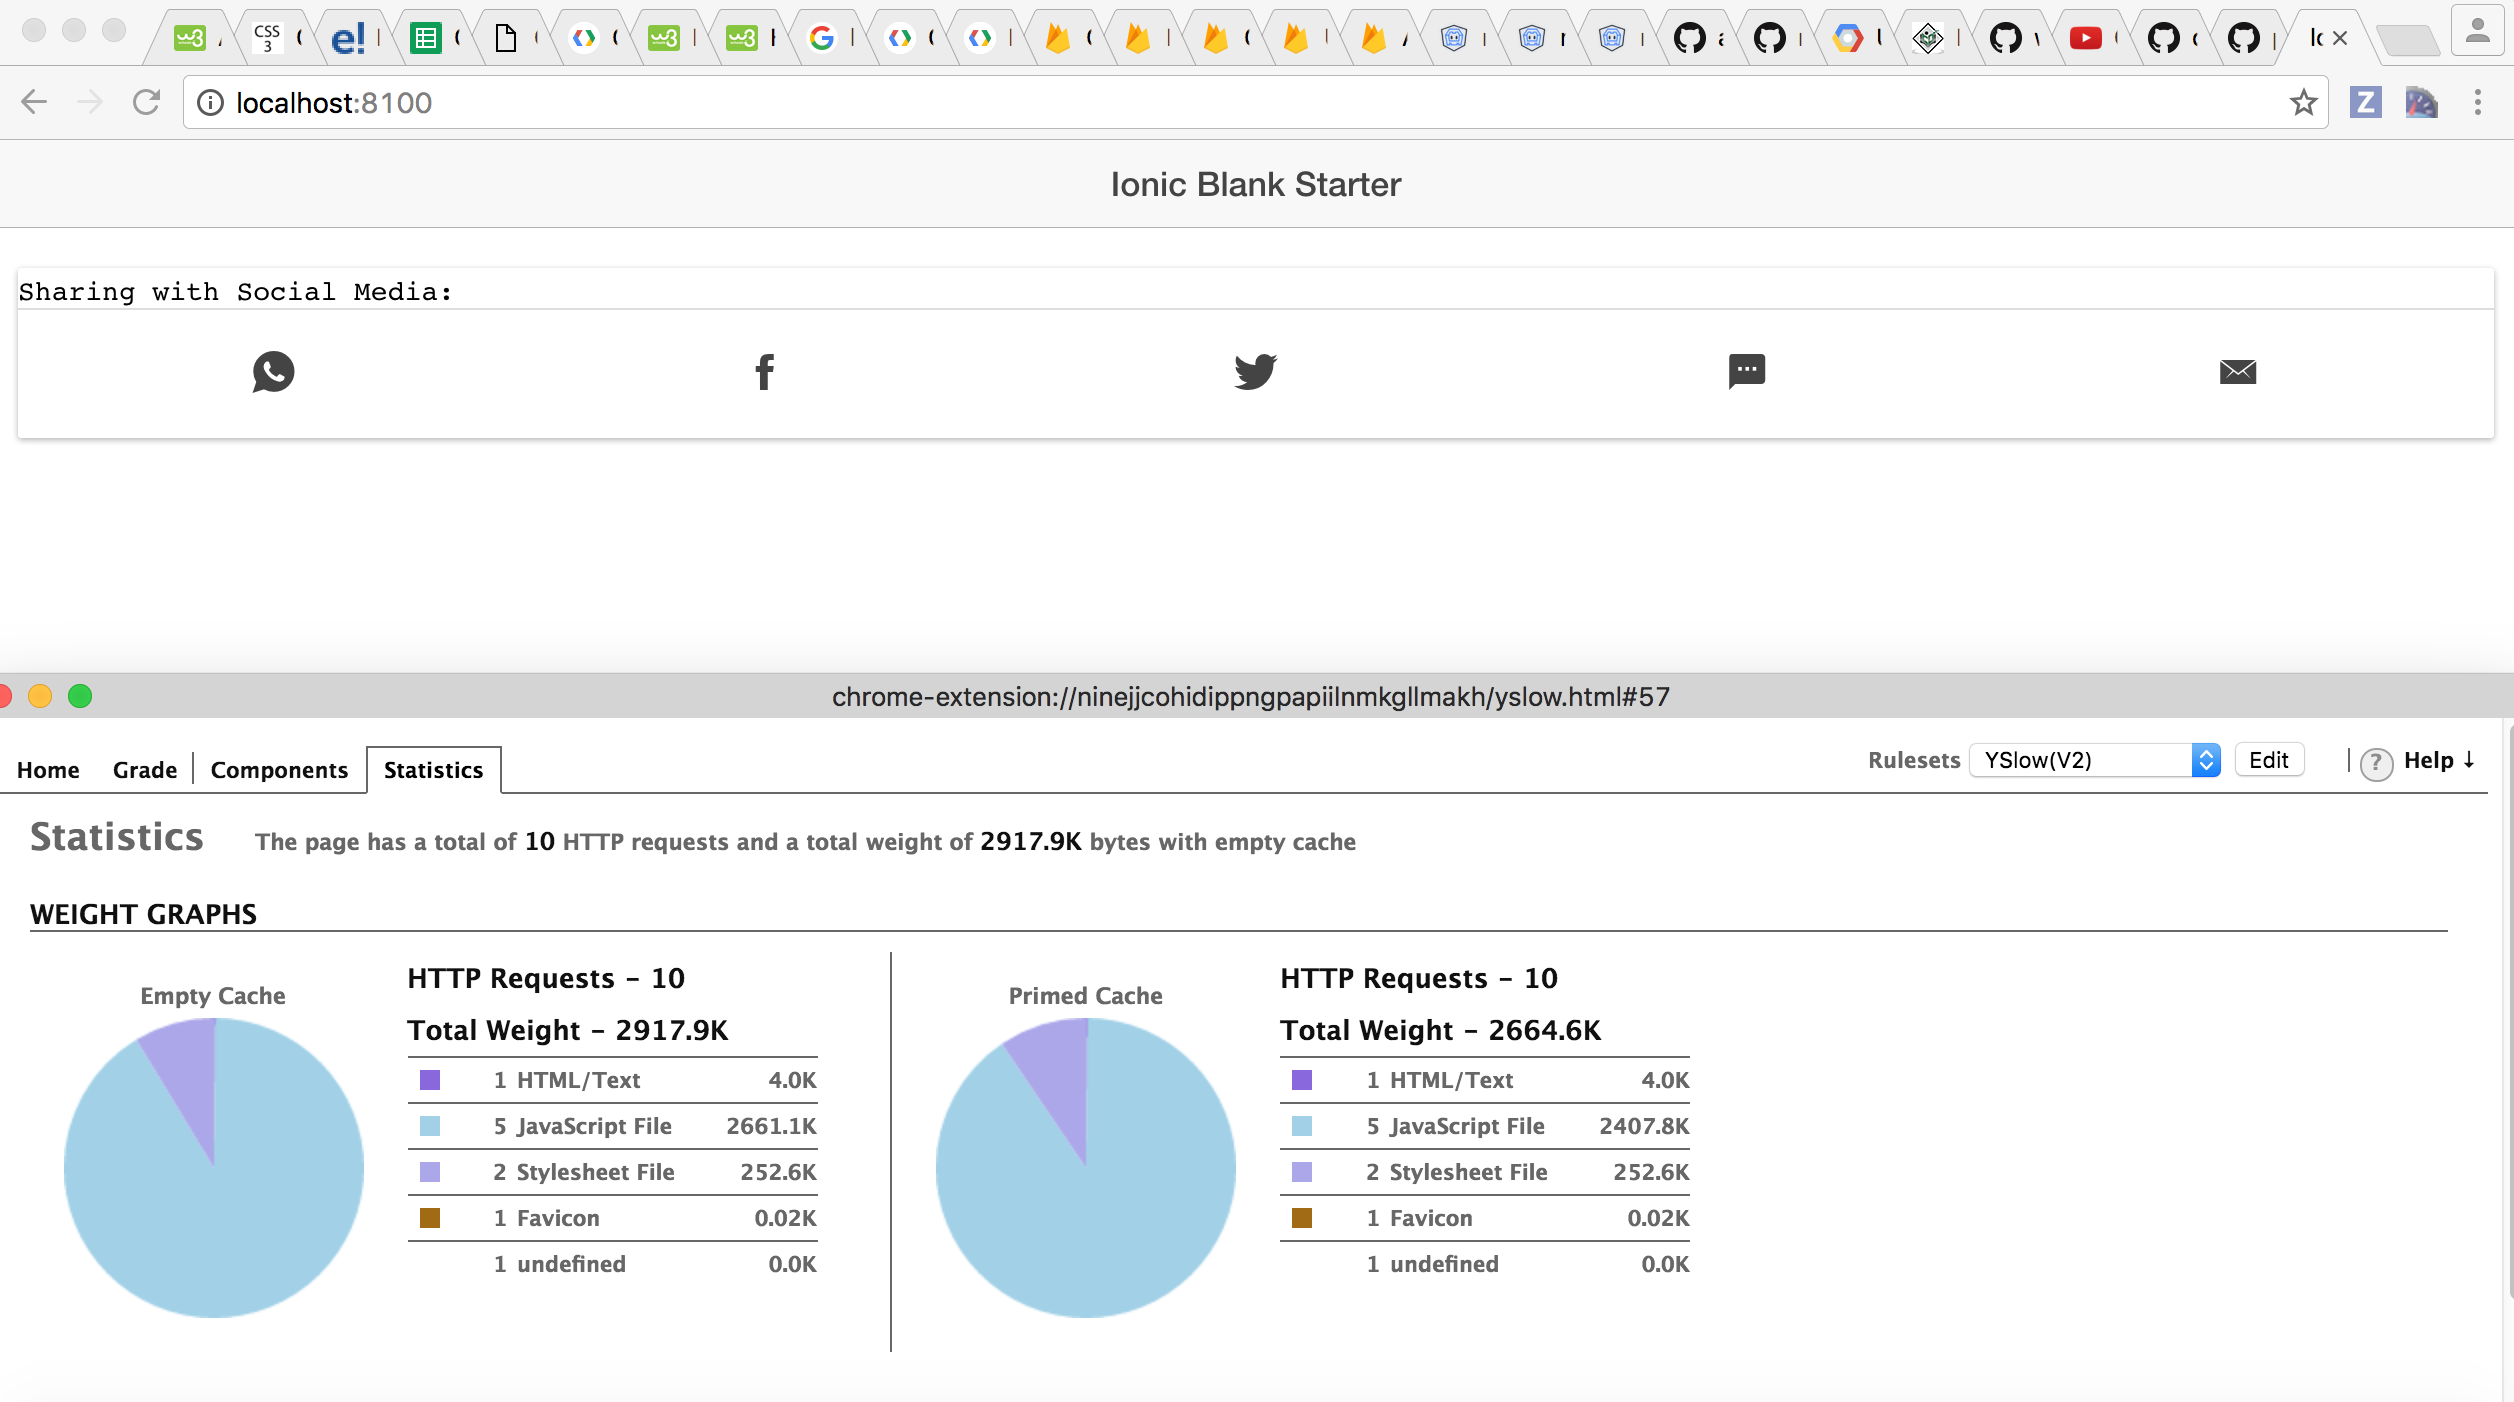 CSS
3
localhost:8100
Ionic Blank Starter
Sharing with Social Media:
chrome-extension://ninejjcohidippngpapiilnmkgllmakh/yslow.html#57
Home Grade Components Statistics Rulesets YSlow(V2) Edit ? Help ↓
Statistics The page has a total of 10 HTTP requests and a total weight of 2917.9K bytes with empty cache
WEIGHT GRAPHS
Empty Cache
HTTP Requests – 10
Total Weight – 2917.9K
1 HTML/Text 4.0K
5 JavaScript File 2661.1K
2 Stylesheet File 252.6K
1 Favicon 0.02K
1 undefined 0.0K
Primed Cache
HTTP Requests – 10
Total Weight – 2664.6K
1 HTML/Text 4.0K
5 JavaScript File 2407.8K
2 Stylesheet File 252.6K
1 Favicon 0.02K
1 undefined 0.0K